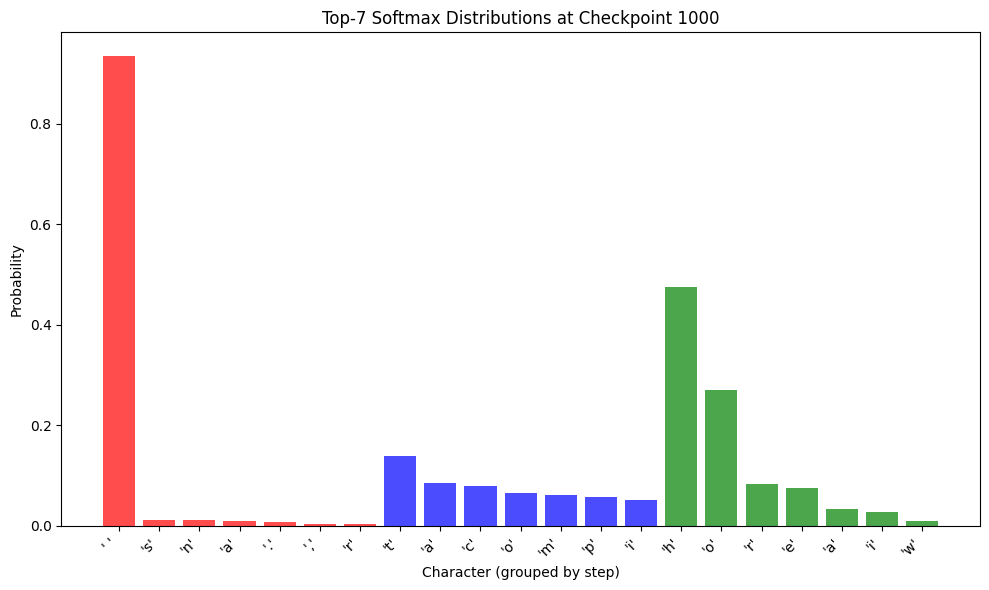 Top-7 Softmax Distributions at Checkpoint 1000
Probability
0.8
0.6
0.4
0.2
0.0
' ' 's' 'n' 'a' '.' ',' 'r' 't' 'a' 'c' 'o' 'm' 'p' 'i' 'h' 'o' 'r' 'e' 'a' 'i' 'w'
Character (grouped by step)